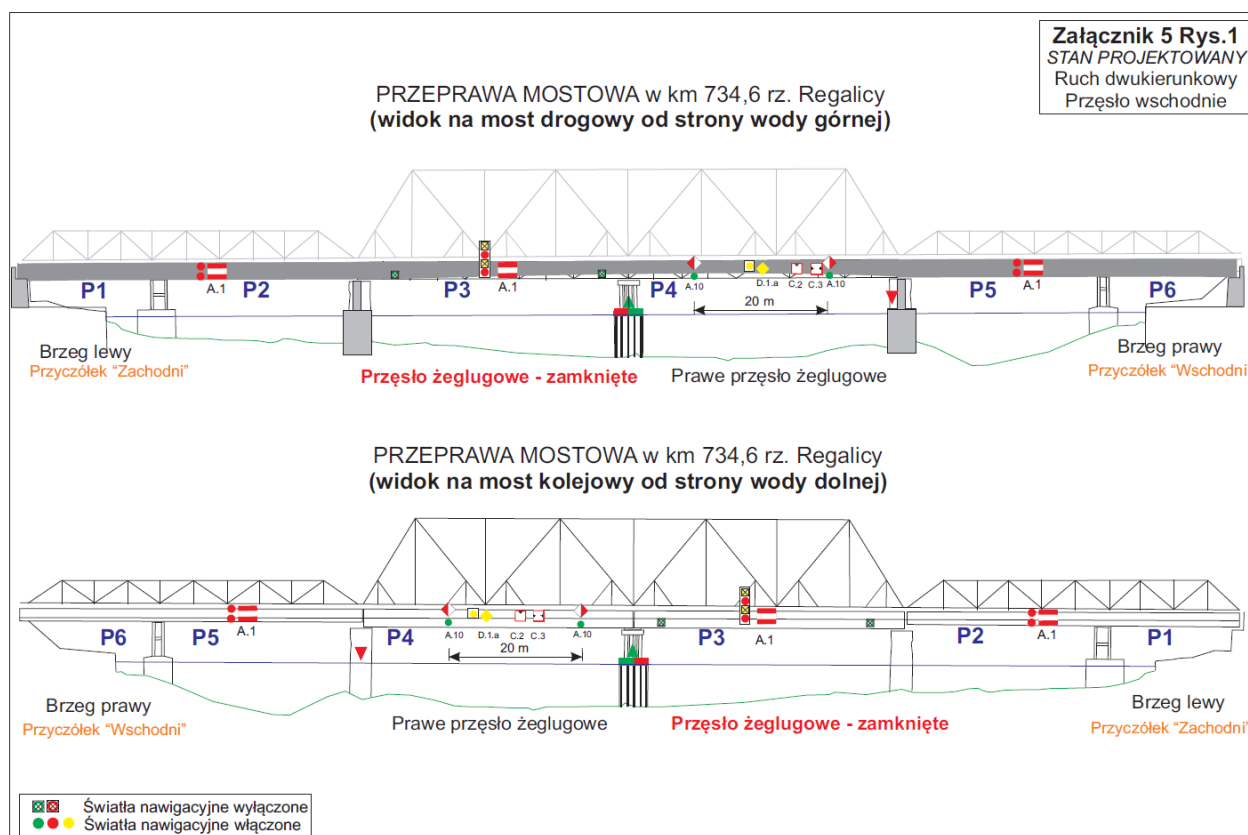 Załącznik 5 Rys.1
STAN PROJEKTOWANY
Ruch dwukierunkowy
Przęsło wschodnie
PRZEPRAWA MOSTOWA w km 734,6 rz. Regalicy
(widok na most drogowy od strony wody górnej)
P1 A.1 P2 P3 A.1 P4 A.10 D.1.a C.2 C.3 A.10 A.1 P5 P6
20 m
Brzeg lewy
Przyczółek "Zachodni"
Przęsło żeglugowe - zamknięte
Prawe przęsło żeglugowe
Brzeg prawy
Przyczółek "Wschodni
PRZEPRAWA MOSTOWA w km 734,6 rz. Regalicy
(widok na most kolejowy od strony wody dolnej)
P6 P5 A.1 P4 A.10 D.1.a C.2 C.3 A.10 P3 A.1 P2 A.1 P1
20 m
Brzeg prawy
Przyczółek "Wschodni"
Prawe przęsło żeglugowe
Przęsło żeglugowe - zamknięte
Brzeg lewy
Przyczółek "Zachodni"
Światła nawigacyjne wyłączone
Światła nawigacyjne włączone